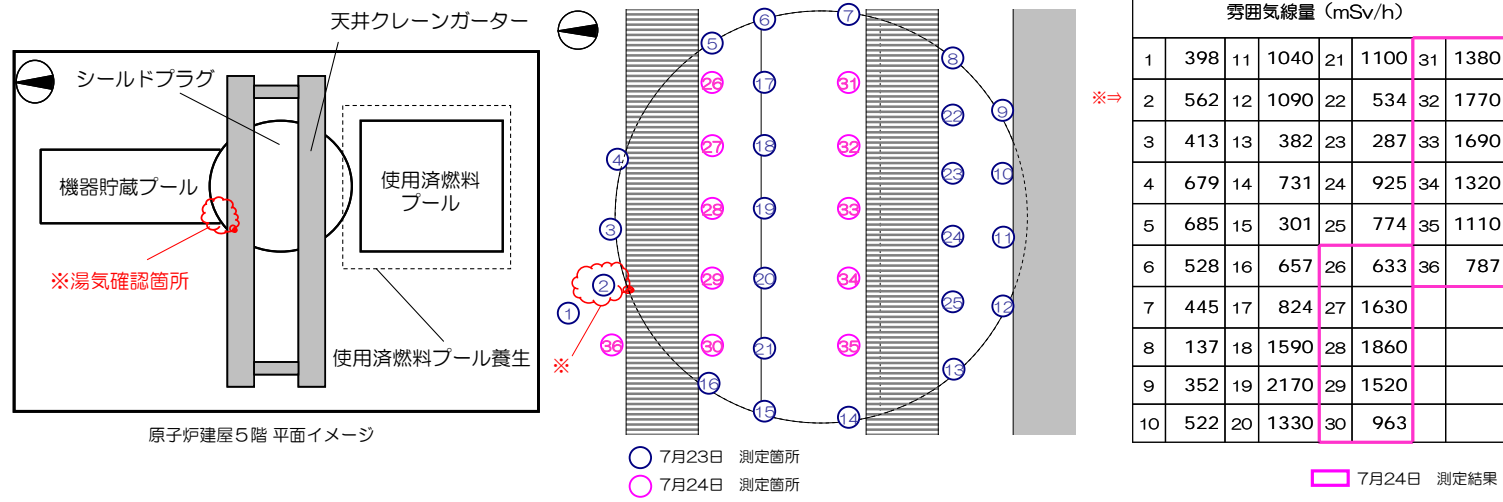 天井クレーンガーター
シールドプラグ
機器貯蔵プール
使用済燃料
プール
※湯気確認箇所
使用済燃料プール養生
原子炉建屋5階 平面イメージ
⑥
⑦
⑤
⑧
㉖
⑰
㉛
⑨
㉒
㉗
⑱
㉜
④
㉓
⑩
㉘
⑲
㉝
③
㉔
⑪
㉙
⑳
㉞
②
㉕
⑫
①
㊱
㉚
㉑
㉟
※
⑬
⑯
⑮
⑭
7月23日 測定箇所
7月24日 測定箇所
雰囲気線量(mSv/h)
1 398 11 1040 21 1100 31 1380
※⇒ 2 562 12 1090 22 534 32 1770
3 413 13 382 23 287 33 1690
4 679 14 731 24 925 34 1320
5 685 15 301 25 774 35 1110
6 528 16 657 26 633 36 787
7 445 17 824 27 1630
8 137 18 1590 28 1860
9 352 19 2170 29 1520
10 522 20 1330 30 963
7月24日 測定結果